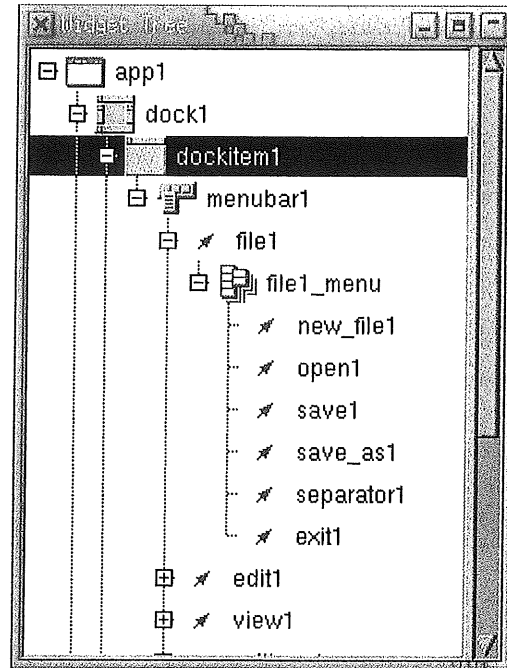 Widget Tree
app1
dock1
dockitem1
menubar1
file1
file1_menu
new_file1
open1
save1
save_as1
separator1
exit1
edit1
view1